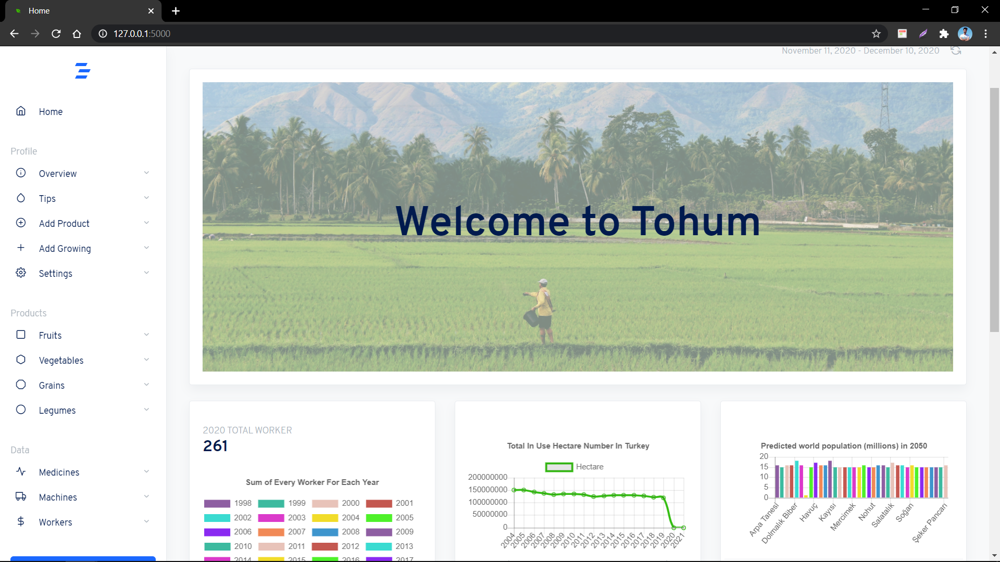 Home
127.0.0.1:5000
November 11, 2020 - December 10, 2020
Home
Profile
Overview
Tips
Add Product
Add Growing
Settings
Products
Fruits
Vegetables
Grains
Legumes
Data
Medicines
Machines
Workers
Welcome to Tohum
2020 TOTAL WORKER
261
Sum of Every Worker For Each Year
1998 1999 2000 2001
2002 2003 2004 2005
2006 2007 2008 2009
2010 2011 2012 2013
2014 2015 2016 2017
Total In Use Hectare Number In Turkey
Hectare
200000000
150000000
100000000
50000000
0
2004 2005 2006 2007 2008 2009 2010 2011 2012 2013 2014 2015 2016 2017 2018 2019 2020 2021
Predicted world population (millions) in 2050
20
15
10
5
0
Arpa Tanesi Dolmalık Biber Havuç Kayısı Mercimek Nohut Salatalık Soğan Şeker Pancarı